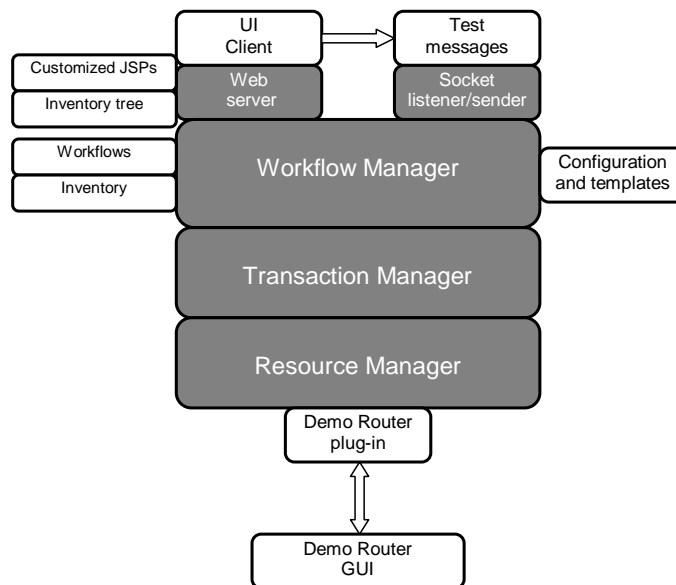 UI
Client
Test
messages
Customized JSPs
Web
server
Socket
listener/sender
Inventory tree
Workflows
Workflow Manager
Configuration
and templates
Inventory
Transaction Manager
Resource Manager
Demo Router
plug-in
Demo Router
GUI